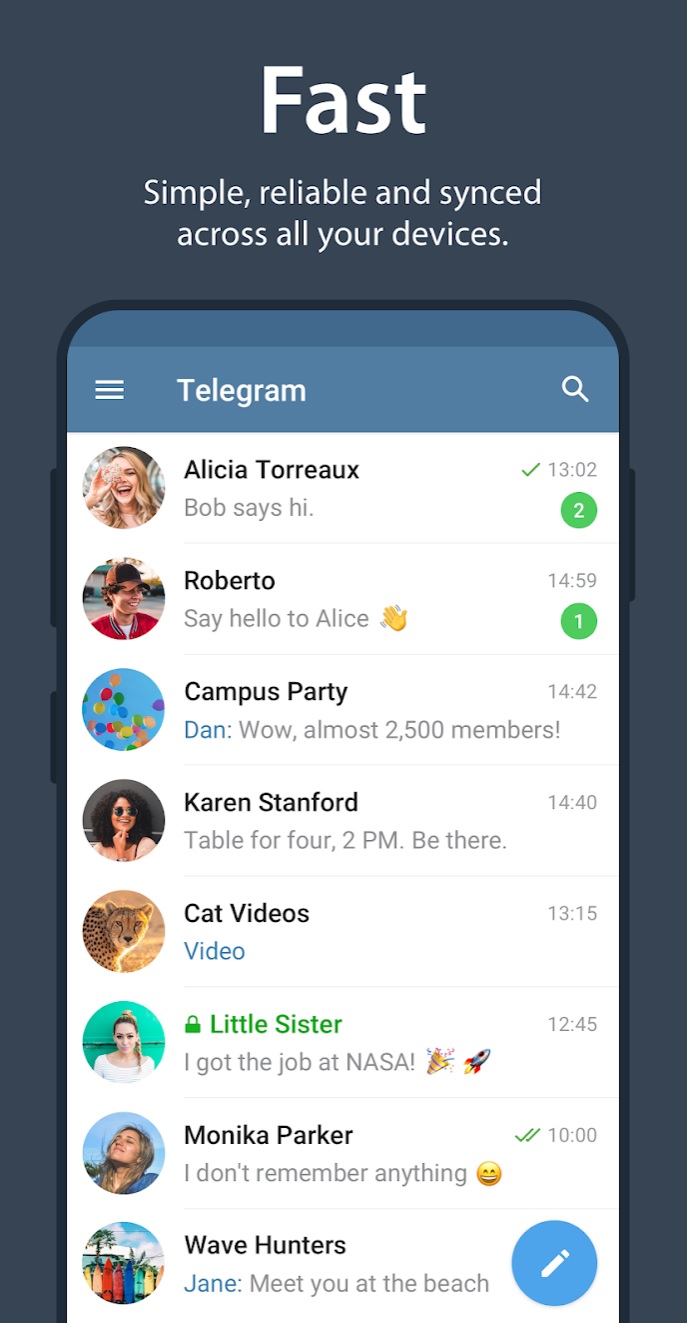 Fast
Simple, reliable and synced
across all your devices.
Telegram
Alicia Torreaux 13:02
Bob says hi. 2
Roberto 14:59
Say hello to Alice 👋 1
Campus Party 14:42
Dan: Wow, almost 2,500 members!
Karen Stanford 14:40
Table for four, 2 PM. Be there.
Cat Videos 13:15
Video
Little Sister 12:45
I got the job at NASA! 🎉 🚀
Monika Parker 10:00
I don't remember anything 😄
Wave Hunters
Jane: Meet you at the beach